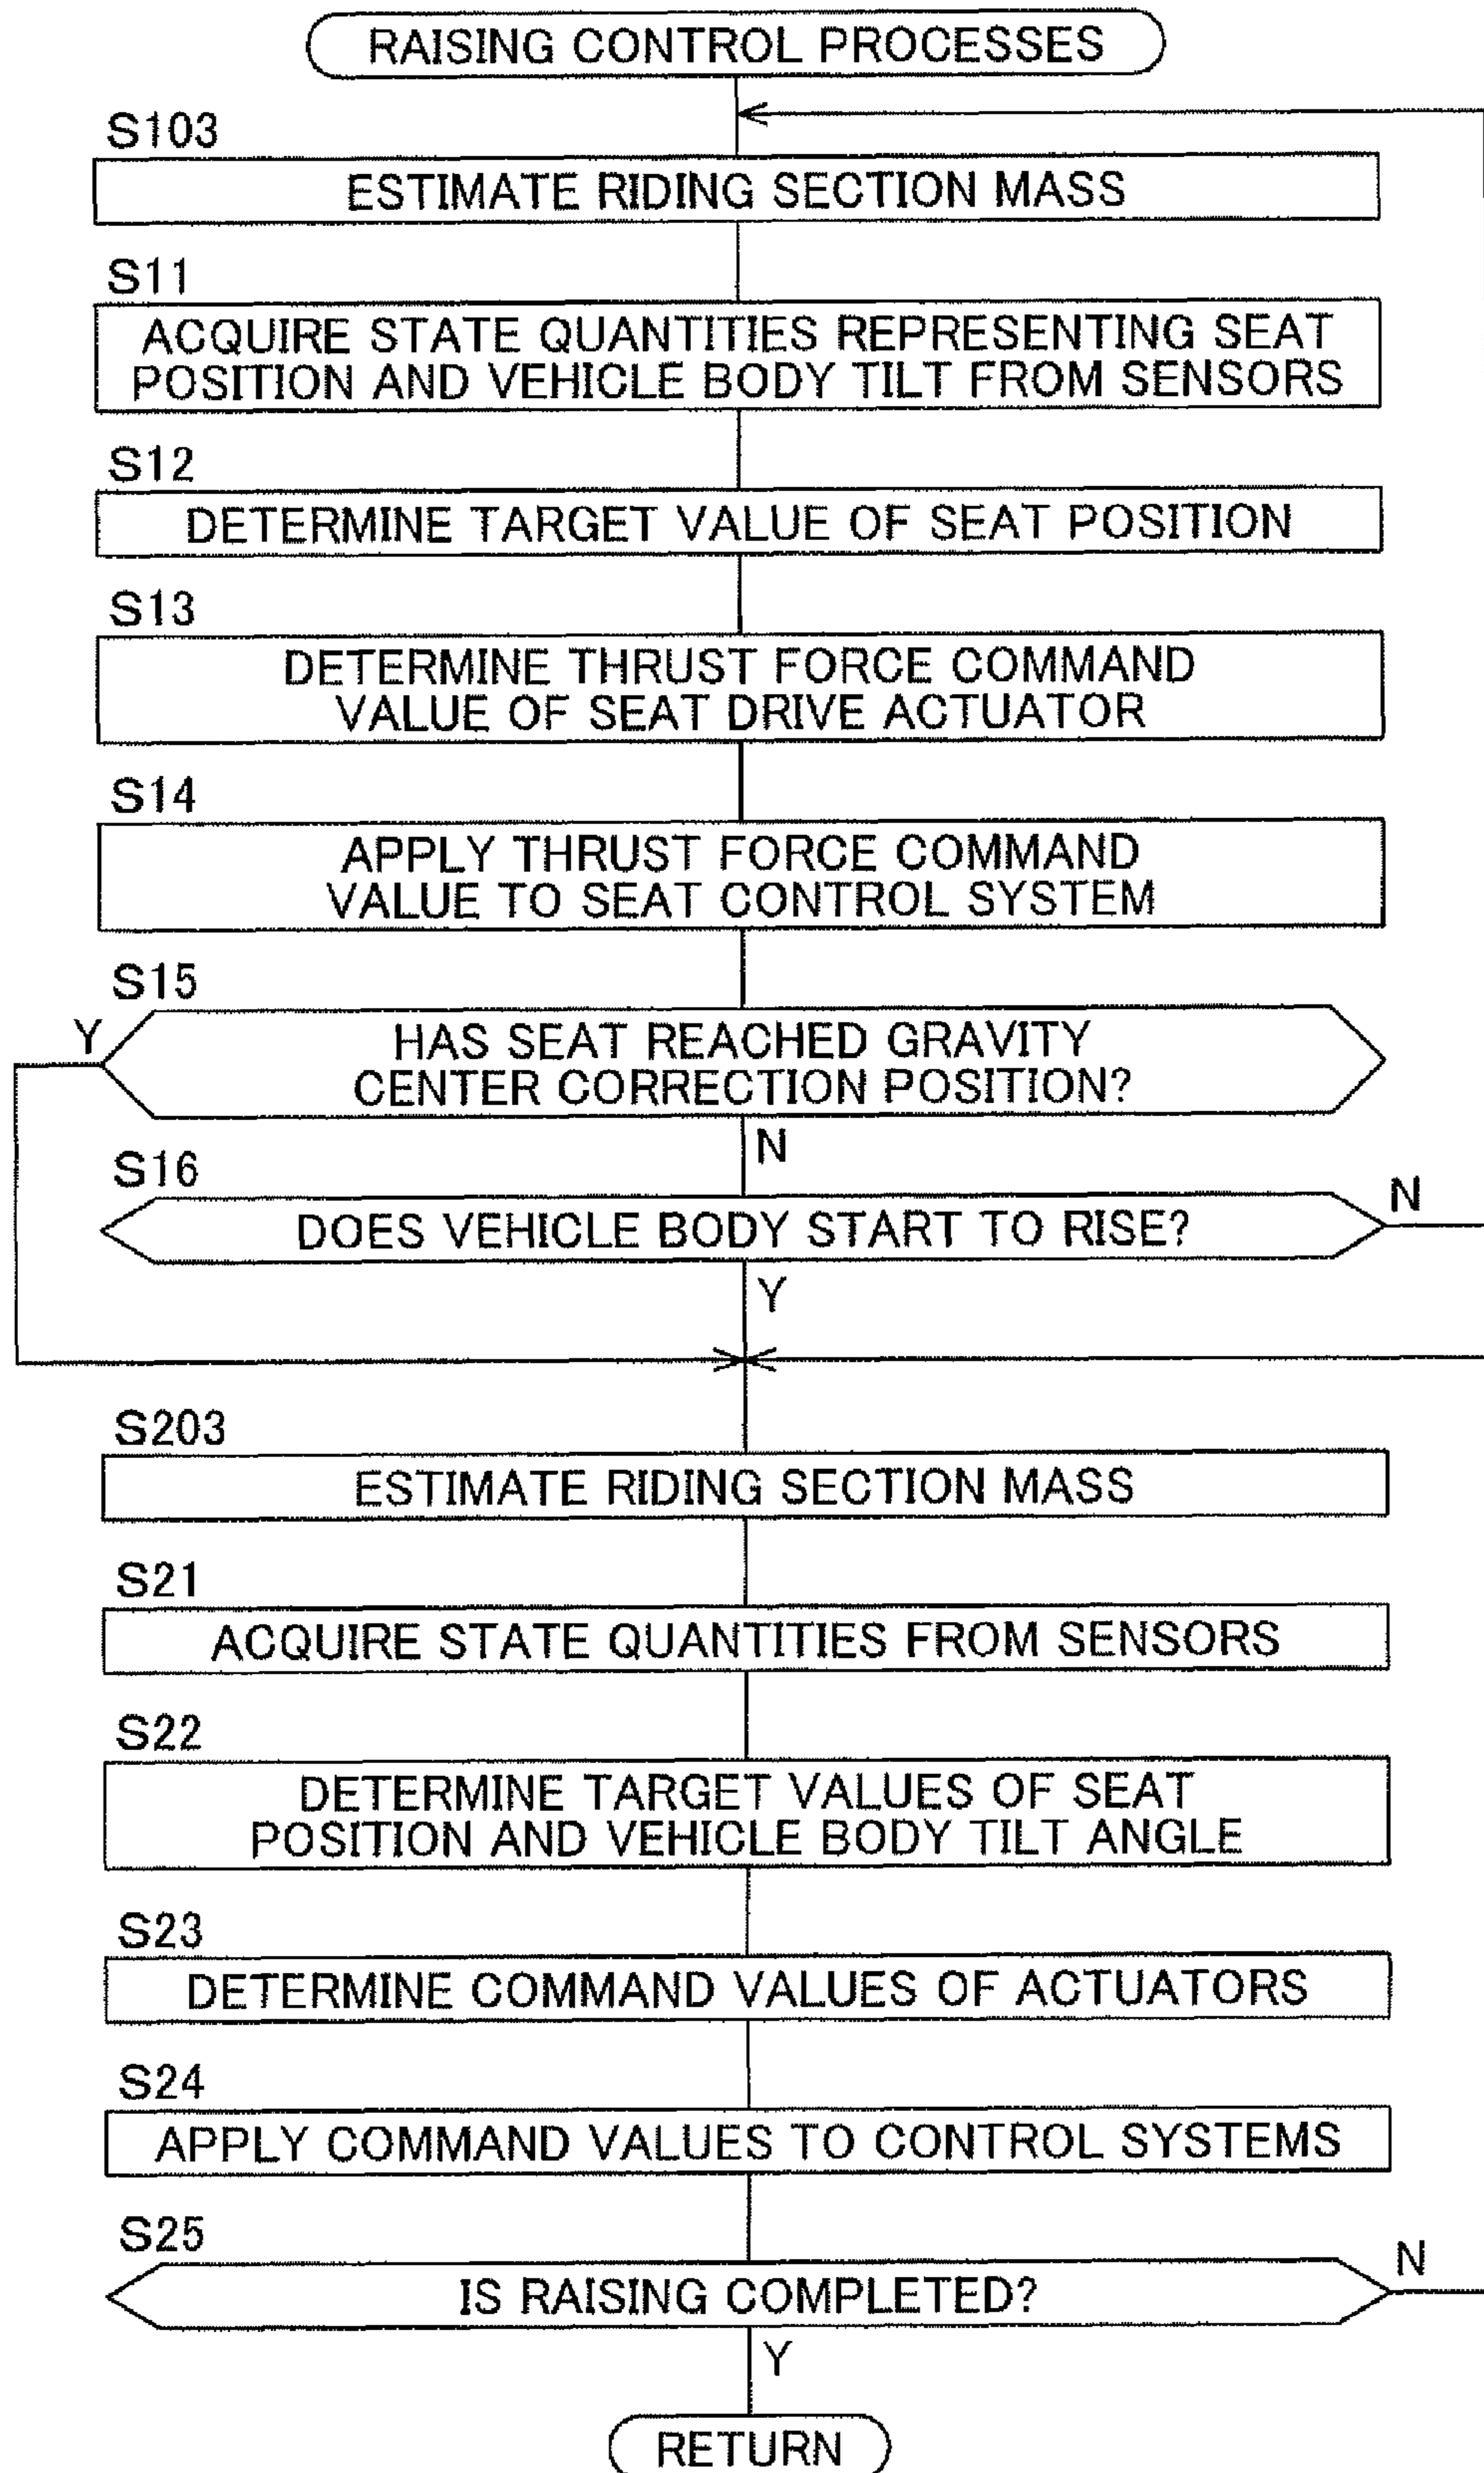 RAISING CONTROL PROCESSES
S103
ESTIMATE RIDING SECTION MASS
S11
ACQUIRE STATE QUANTITIES REPRESENTING SEAT
POSITION AND VEHICLE BODY TILT FROM SENSORS
S12
DETERMINE TARGET VALUE OF SEAT POSITION
S13
DETERMINE THRUST FORCE COMMAND
VALUE OF SEAT DRIVE ACTUATOR
S14
APPLY THRUST FORCE COMMAND
VALUE TO SEAT CONTROL SYSTEM
S15
Y
HAS SEAT REACHED GRAVITY
CENTER CORRECTION POSITION?
N
S16
N
DOES VEHICLE BODY START TO RISE?
Y
S203
ESTIMATE RIDING SECTION MASS
S21
ACQUIRE STATE QUANTITIES FROM SENSORS
S22
DETERMINE TARGET VALUES OF SEAT
POSITION AND VEHICLE BODY TILT ANGLE
S23
DETERMINE COMMAND VALUES OF ACTUATORS
S24
APPLY COMMAND VALUES TO CONTROL SYSTEMS
S25
N
IS RAISING COMPLETED?
Y
RETURN